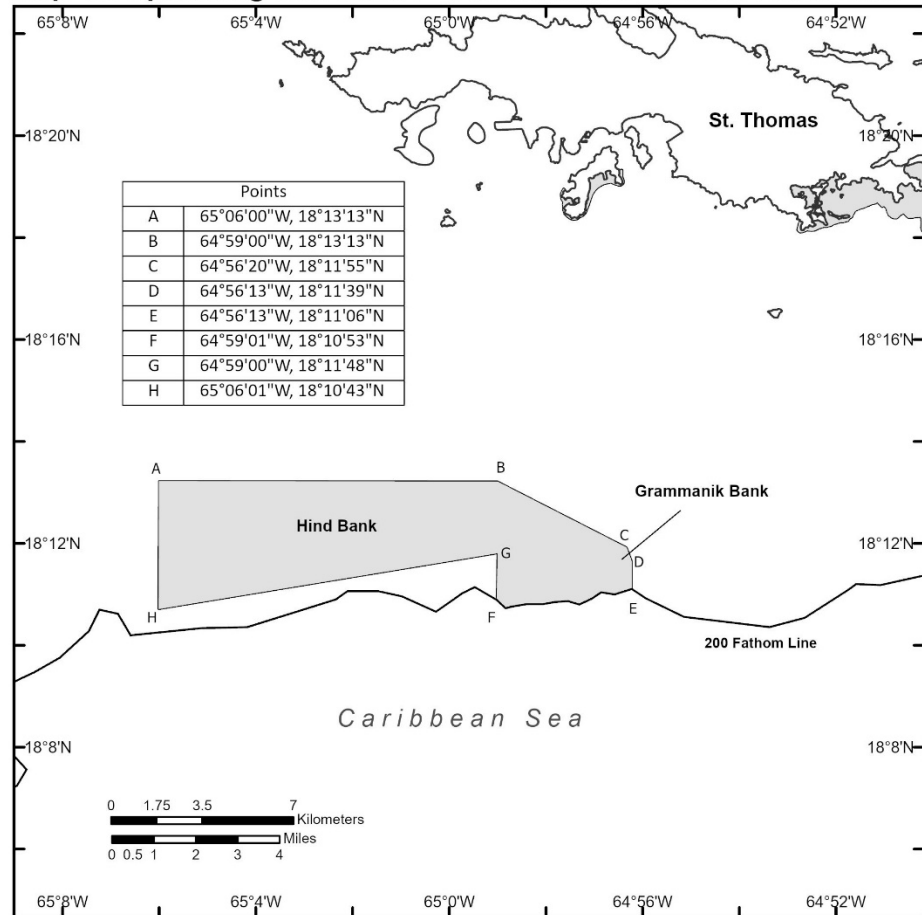 65°8'W 65°4'W 65°0'W 64°56'W 64°52'W
St. Thomas
18°20'N 18°20'N
Points
A 65°06'00"W, 18°13'13"N
B 64°59'00"W, 18°13'13"N
C 64°56'20"W, 18°11'55"N
D 64°56'13"W, 18°11'39"N
E 64°56'13"W, 18°11'06"N
F 64°59'01"W, 18°10'53"N
G 64°59'00"W, 18°11'48"N
H 65°06'01"W, 18°10'43"N
18°16'N 18°16'N
A B
Grammanik Bank
Hind Bank
C
18°12'N 18°12'N
G
D
H F E
200 Fathom Line
Caribbean Sea
18°8'N 18°8'N
0 1.75 3.5 7
Kilometers
Miles
0 0.5 1 2 3 4
65°8'W 65°4'W 65°0'W 64°56'W 64°52'W